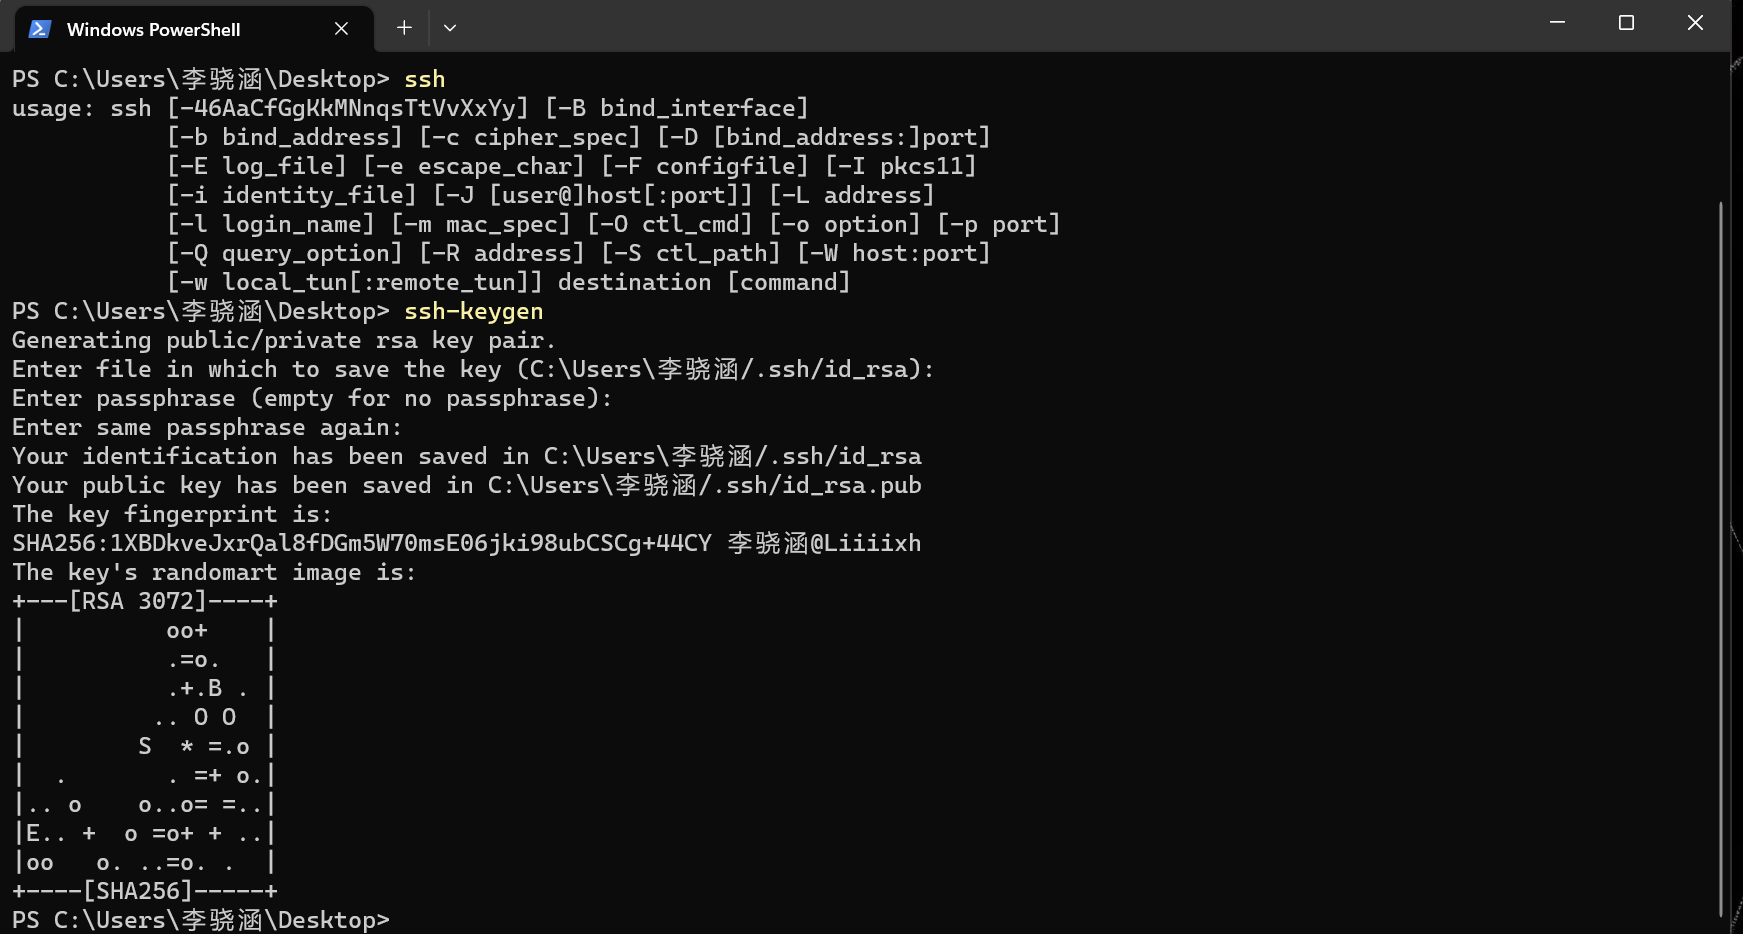 Windows PowerShell
PS C:\Users\李骁涵\Desktop> ssh
usage: ssh [-46AaCfGgKkMNnqsTtVvXxYy] [-B bind_interface]
           [-b bind_address] [-c cipher_spec] [-D [bind_address:]port]
           [-E log_file] [-e escape_char] [-F configfile] [-I pkcs11]
           [-i identity_file] [-J [user@]host[:port]] [-L address]
           [-l login_name] [-m mac_spec] [-O ctl_cmd] [-o option] [-p port]
           [-Q query_option] [-R address] [-S ctl_path] [-W host:port]
           [-w local_tun[:remote_tun]] destination [command]
PS C:\Users\李骁涵\Desktop> ssh-keygen
Generating public/private rsa key pair.
Enter file in which to save the key (C:\Users\李骁涵/.ssh/id_rsa):
Enter passphrase (empty for no passphrase):
Enter same passphrase again:
Your identification has been saved in C:\Users\李骁涵/.ssh/id_rsa
Your public key has been saved in C:\Users\李骁涵/.ssh/id_rsa.pub
The key fingerprint is:
SHA256:1XBDkveJxrQal8fDGm5W70msE06jki98ubCSCg+44CY 李骁涵@Liiiixh
The key's randomart image is:
+---[RSA 3072]----+
|          oo+    |
|          .=o.   |
|          .+.B . |
|         .. O O  |
|        S  * =.o |
|  .       . =+ o.|
|.. o    o..o= =..|
|E.. +  o =o+ + ..|
|oo   o. ..=o. .  |
+----[SHA256]-----+
PS C:\Users\李骁涵\Desktop>